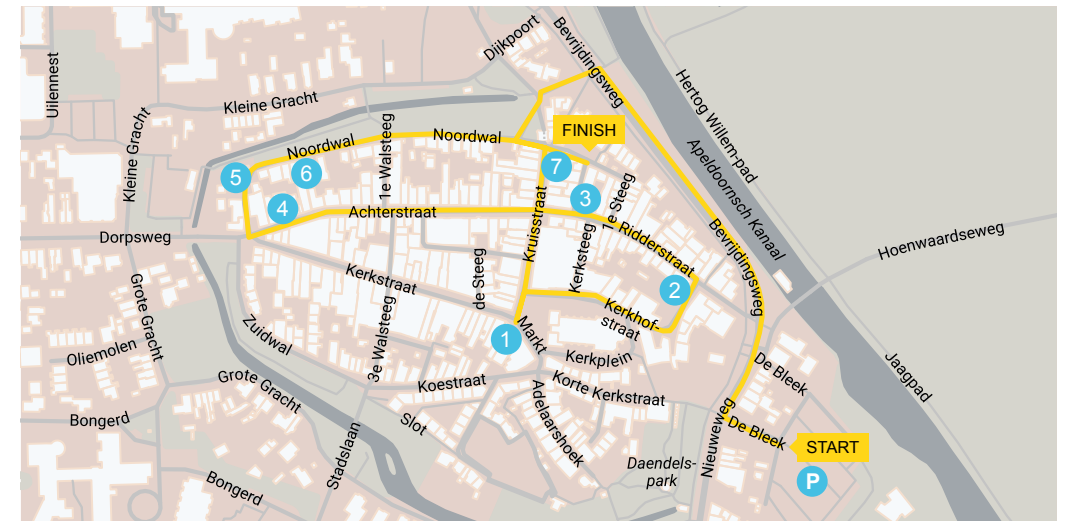 Uilennest
Dijkpoort
Bevrijdingsweg
Kleine Gracht
Hertog Willem-pad
Kleine Gracht
Noordwal
1e Walsteeg
Noordwal
FINISH
Apeldoornsch Kanaal
5
6
7
4
3
1e Steeg
Achterstraat
Kruisstraat
Ridderstraat
Dorpsweg
Kerksteeg
Bevrijdingsweg
Hoenwaardseweg
Kerkstraat
de Steeg
2
Grote Gracht
Kerkhof-
straat
Zuidwal
3e Walsteeg
1
Markt
Oliemolen
Kerkplein
De Bleek
Jaagpad
Grote Gracht
Koestraat
Korte Kerkstraat
Adelaarshoek
Bongerd
Slot
Nieuweweg
De Bleek
START
Stadslaan
Daendels-
park
P
Bongerd